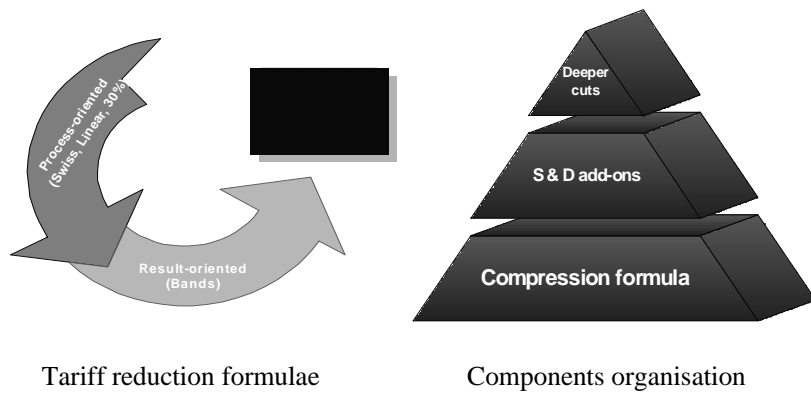 Process-oriented
(Swiss, Linear, 30%)
Result-oriented
(Bands)
Tariff reduction formulae
Deeper
cuts
S & D add-ons
Compression formula
Components organisation